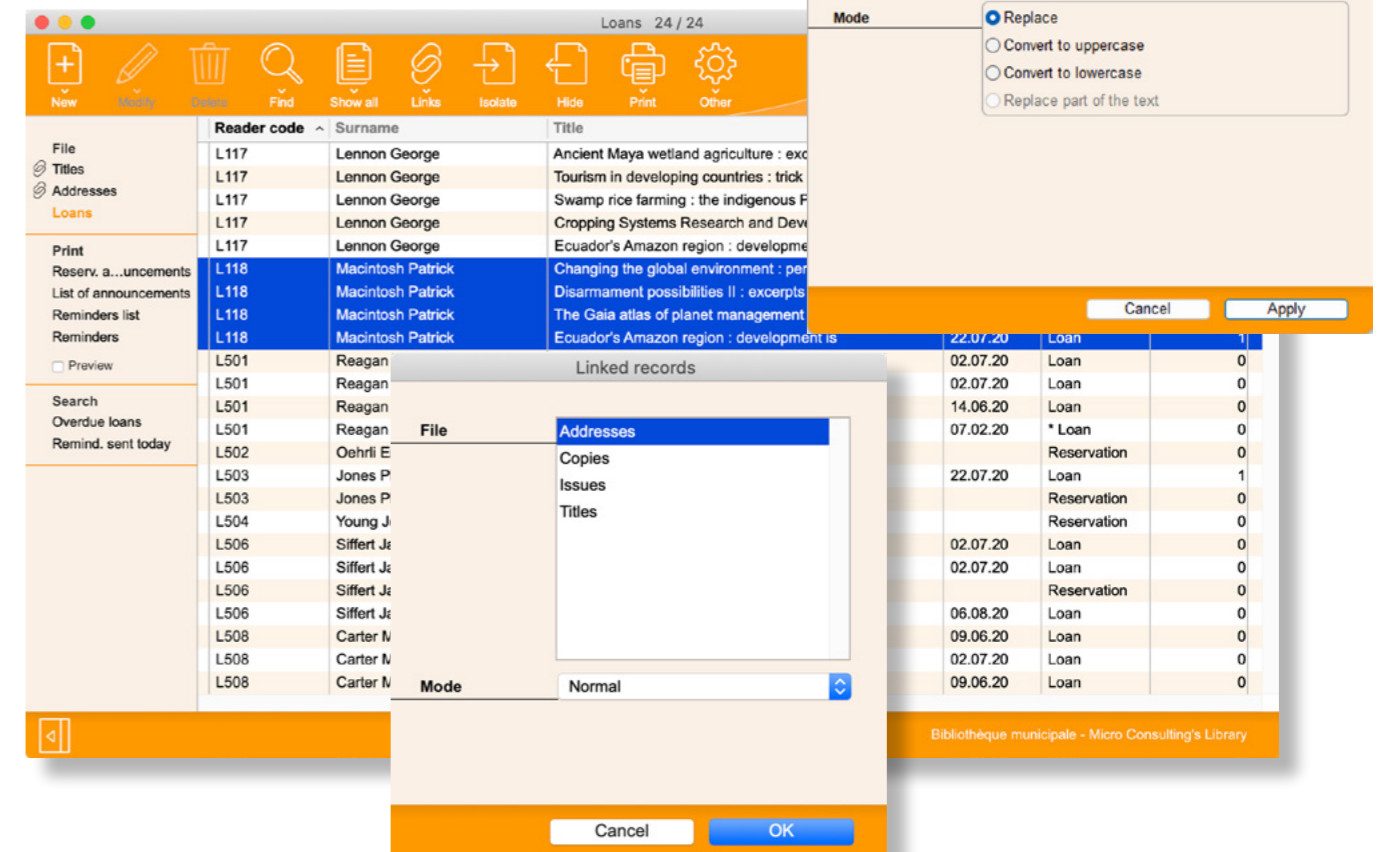 Loans 24 / 24
New Modify Delete Find Show all Links Isolate Hide Print Other
File
Titles
Addresses
Loans
Print
Reserv. a...uncements
List of announcements
Reminders list
Reminders
Preview
Search
Overdue loans
Remind. sent today
Reader code Surname Title
L117 Lennon George Ancient Maya wetland agriculture :
L117 Lennon George Tourism in developing countries : trick
L117 Lennon George Swamp rice farming : the indigenous
L117 Lennon George Cropping Systems Research and
L117 Lennon George Ecuador's Amazon region :
L118 Macintosh Patrick Changing the global environment :
L118 Macintosh Patrick Disarmament possibilities II : excerpts
L118 Macintosh Patrick The Gaia atlas of planet management
L118 Macintosh Patrick Ecuador's Amazon region : development is 22.07.20 Loan 1
L501 Reagan 02.07.20 Loan 0
L501 Reagan 02.07.20 Loan 0
L501 Reagan 14.06.20 Loan 0
L501 Reagan 07.02.20 * Loan 0
L502 Oehrli E Reservation 0
L503 Jones P 22.07.20 Loan 1
L503 Jones P Reservation 0
L504 Young Reservation 0
L506 Siffert 02.07.20 Loan 0
L506 Siffert 02.07.20 Loan 0
L506 Siffert Reservation 0
L506 Siffert 06.08.20 Loan 0
L508 Carter 09.06.20 Loan 0
L508 Carter 02.07.20 Loan 0
L508 Carter 09.06.20 Loan 0
Bibliothèque municipale - Micro Consulting's Library
Mode
Replace
Convert to uppercase
Convert to lowercase
Replace part of the text
Cancel Apply
Linked records
File
Addresses
Copies
Issues
Titles
Mode Normal
Cancel OK